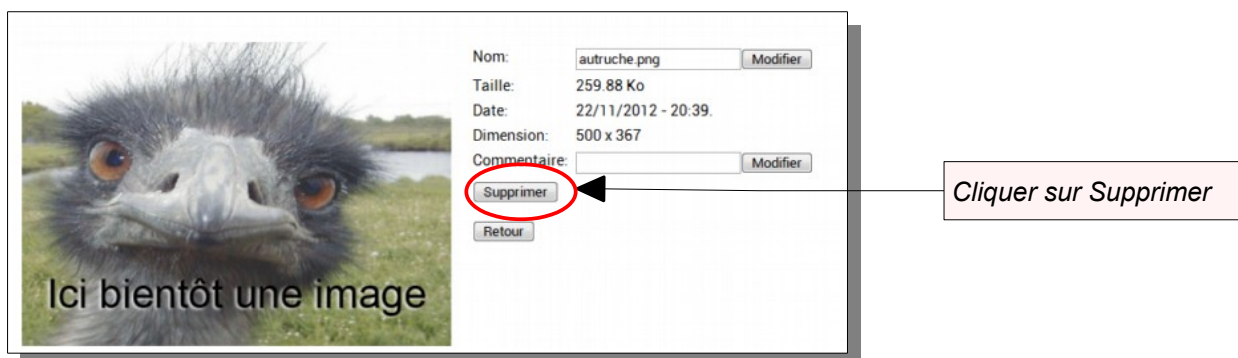 Nom: autruche.png Modifier
Taille: 259.88 Ko
Date: 22/11/2012 - 20:39.
Dimension: 500 x 367
Commentaire: Modifier
Supprimer
Cliquer sur Supprimer
Retour
Ici bientôt une image